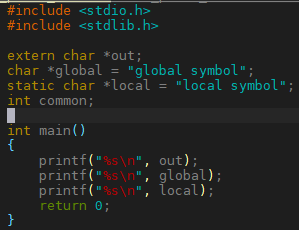 #include <stdio.h>
#include <stdlib.h>

extern char *out;
char *global = "global symbol";
static char *local = "local symbol";
int common;

int main()
{
    printf("%s\n", out);
    printf("%s\n", global);
    printf("%s\n", local);
    return 0;
}